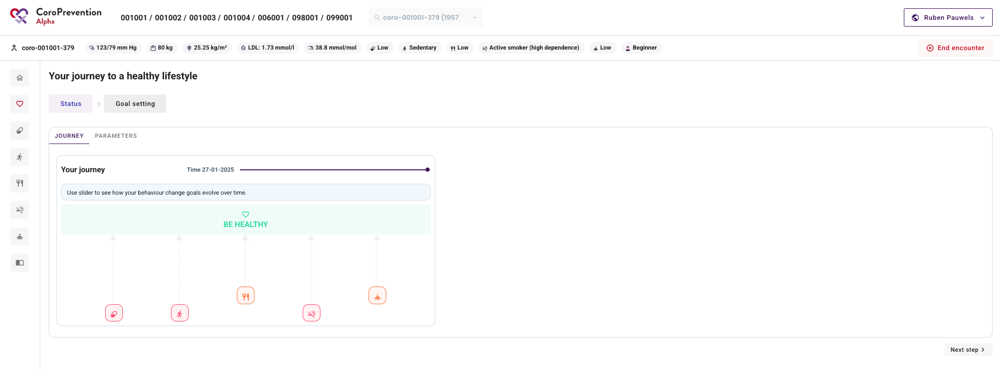 CoroPrevention
Alpha
001001 / 001002 / 001003 / 001004 / 006001 / 098001 / 099001
coro-001001-379 (1957)
Ruben Pauwels
coro-001001-379
123/79 mm Hg
80 kg
25.25 kg/m²
LDL: 1.73 mmol/l
38.8 mmol/mol
Low
Sedentary
Low
Active smoker (high dependence)
Low
Beginner
End encounter
Your journey to a healthy lifestyle
Status
Goal setting
JOURNEY
PARAMETERS
Your journey
Time 27-01-2025
Use slider to see how your behaviour change goals evolve over time.
BE HEALTHY
Next step